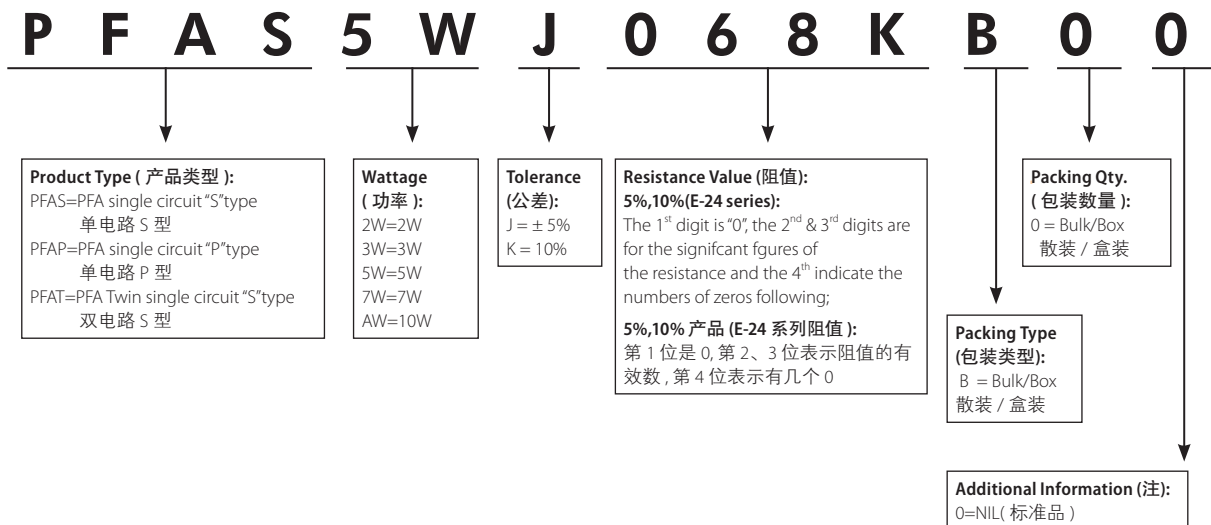 P F A S 5 W J 0 6 8 K B 0 0
Product Type ( 产品类型 ):
PFAS=PFA single circuit “S”type
单电路 S 型
PFAP=PFA single circuit “P”type
单电路 P 型
PFAT=PFA Twin single circuit “S”type
双电路 S 型
Wattage
( 功率 ):
2W=2W
3W=3W
5W=5W
7W=7W
AW=10W
Tolerance
(公差):
J = ± 5%
K = 10%
Resistance Value (阻值):
5%,10%(E-24 series):
The 1st digit is “0”, the 2nd & 3rd digits are
for the signifcant fgures of
the resistance and the 4th indicate the
numbers of zeros following;
5%,10% 产品 (E-24 系列阻值 ):
第 1 位是 0, 第 2、3 位表示阻值的有
效数 , 第 4 位表示有几个 0
Packing Type
(包装类型):
B = Bulk/Box
散装 / 盒装
Packing Qty.
( 包装数量 ):
0 = Bulk/Box
散装 / 盒装
Additional Information (注):
0=NIL( 标准品 )